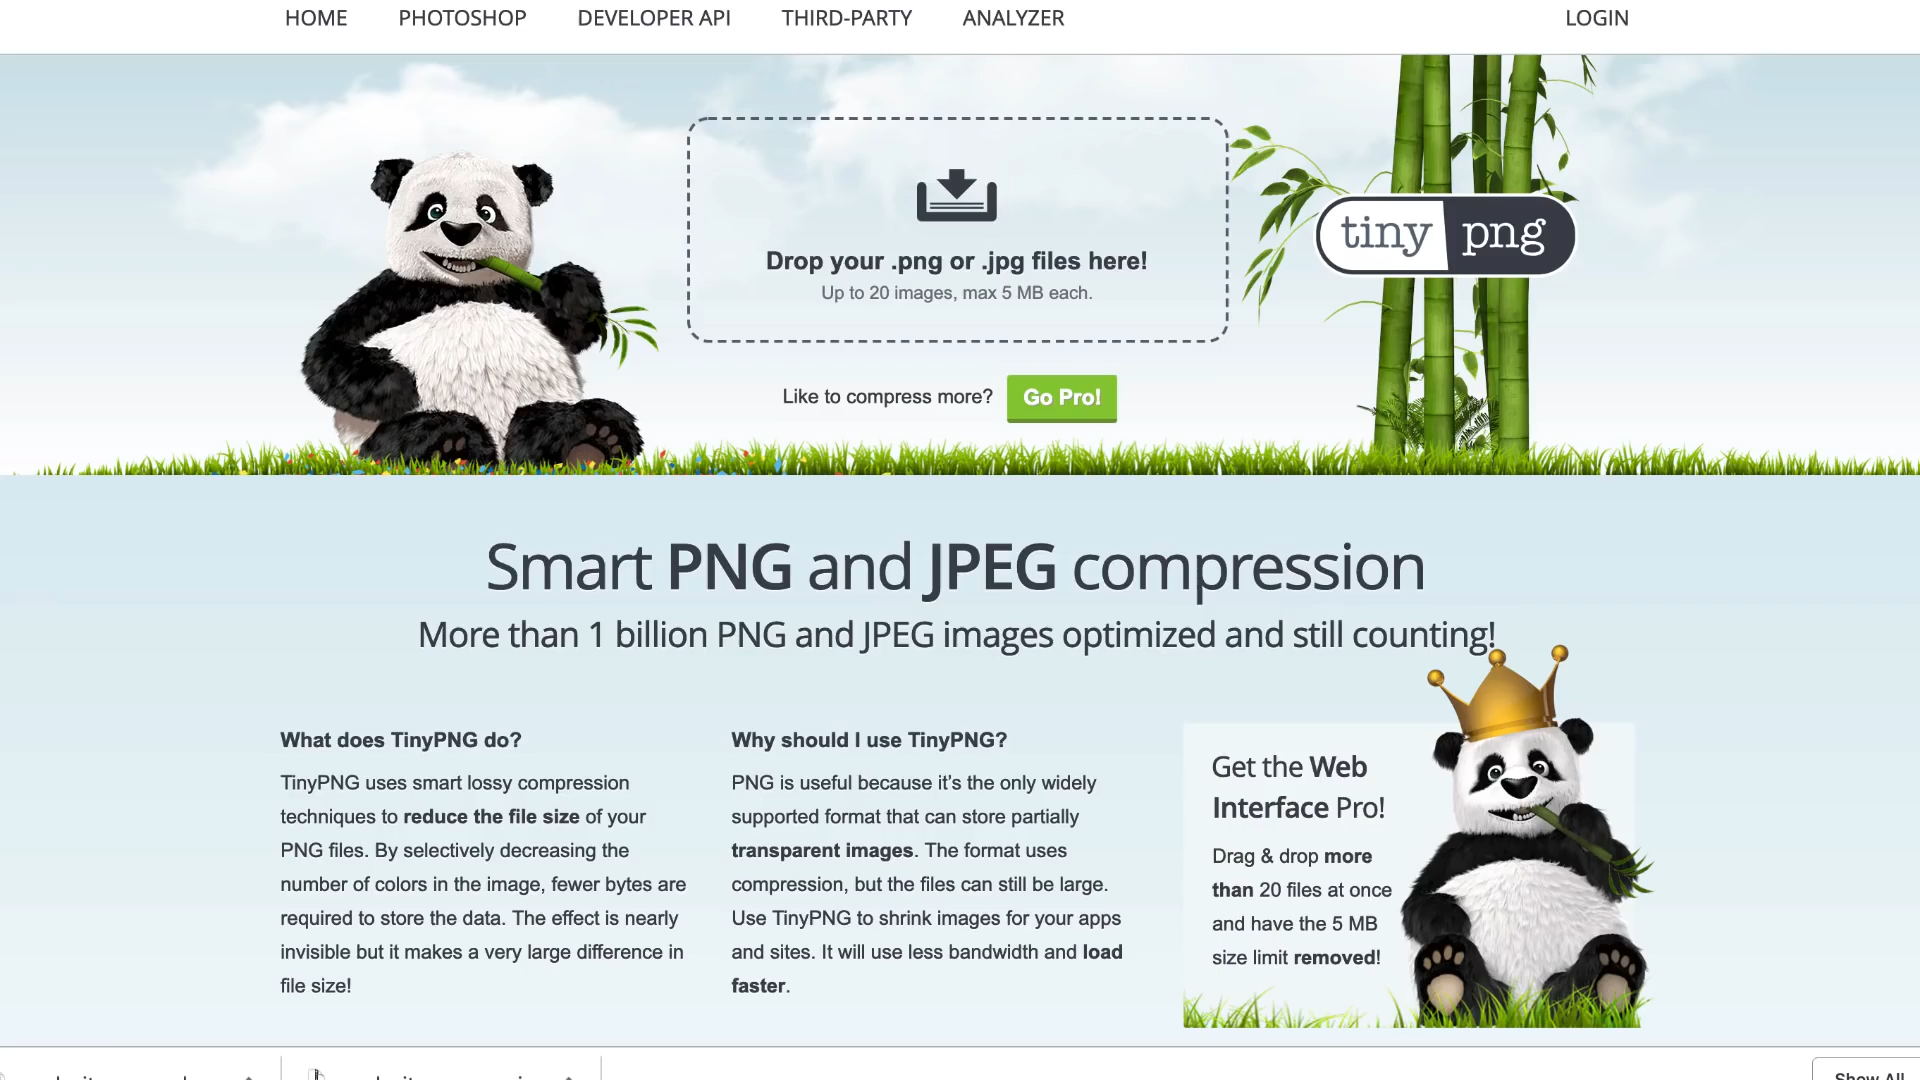 HOME PHOTOSHOP DEVELOPER API THIRD-PARTY ANALYZER LOGIN
Drop your .png or .jpg files here!
Up to 20 images, max 5 MB each.
tiny png
Like to compress more? Go Pro!
Smart PNG and JPEG compression
More than 1 billion PNG and JPEG images optimized and still counting!
What does TinyPNG do?
TinyPNG uses smart lossy compression
techniques to reduce the file size of your
PNG files. By selectively decreasing the
number of colors in the image, fewer bytes are
required to store the data. The effect is nearly
invisible but it makes a very large difference in
file size!
Why should I use TinyPNG?
PNG is useful because it’s the only widely
supported format that can store partially
transparent images. The format uses
compression, but the files can still be large.
Use TinyPNG to shrink images for your apps
and sites. It will use less bandwidth and load
faster.
Get the Web
Interface Pro!
Drag & drop more
than 20 files at once
and have the 5 MB
size limit removed!
Show All